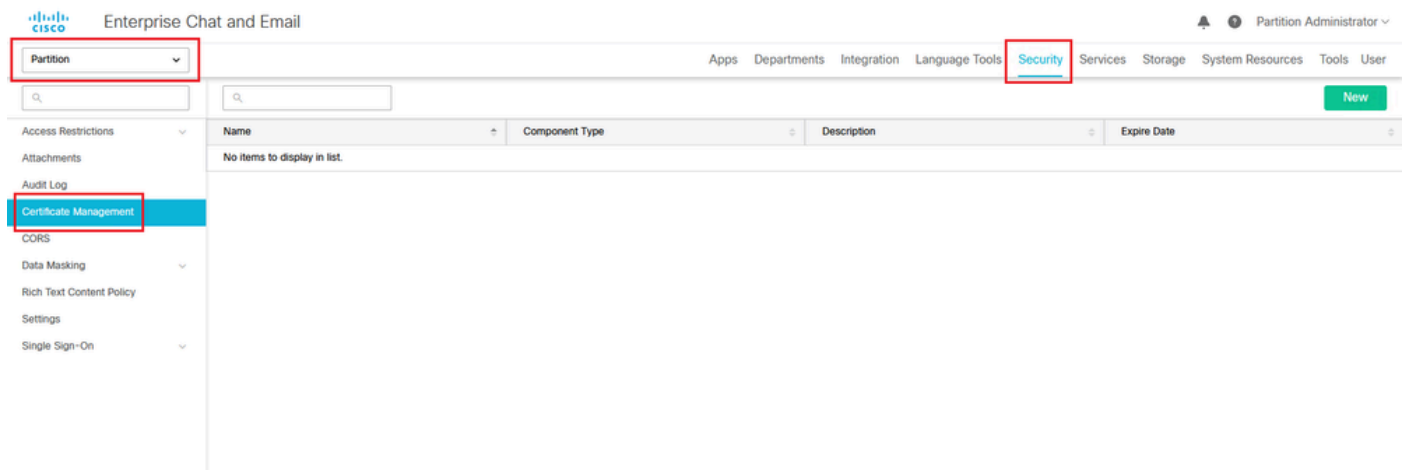 cisco Enterprise Chat and Email Partition Administrator
Partition Apps Departments Integration Language Tools Security Services Storage System Resources Tools User
New
Access Restrictions Name Component Type Description Expire Date
Attachments No items to display in list.
Audit Log
Certificate Management
CORS
Data Masking
Rich Text Content Policy
Settings
Single Sign-On